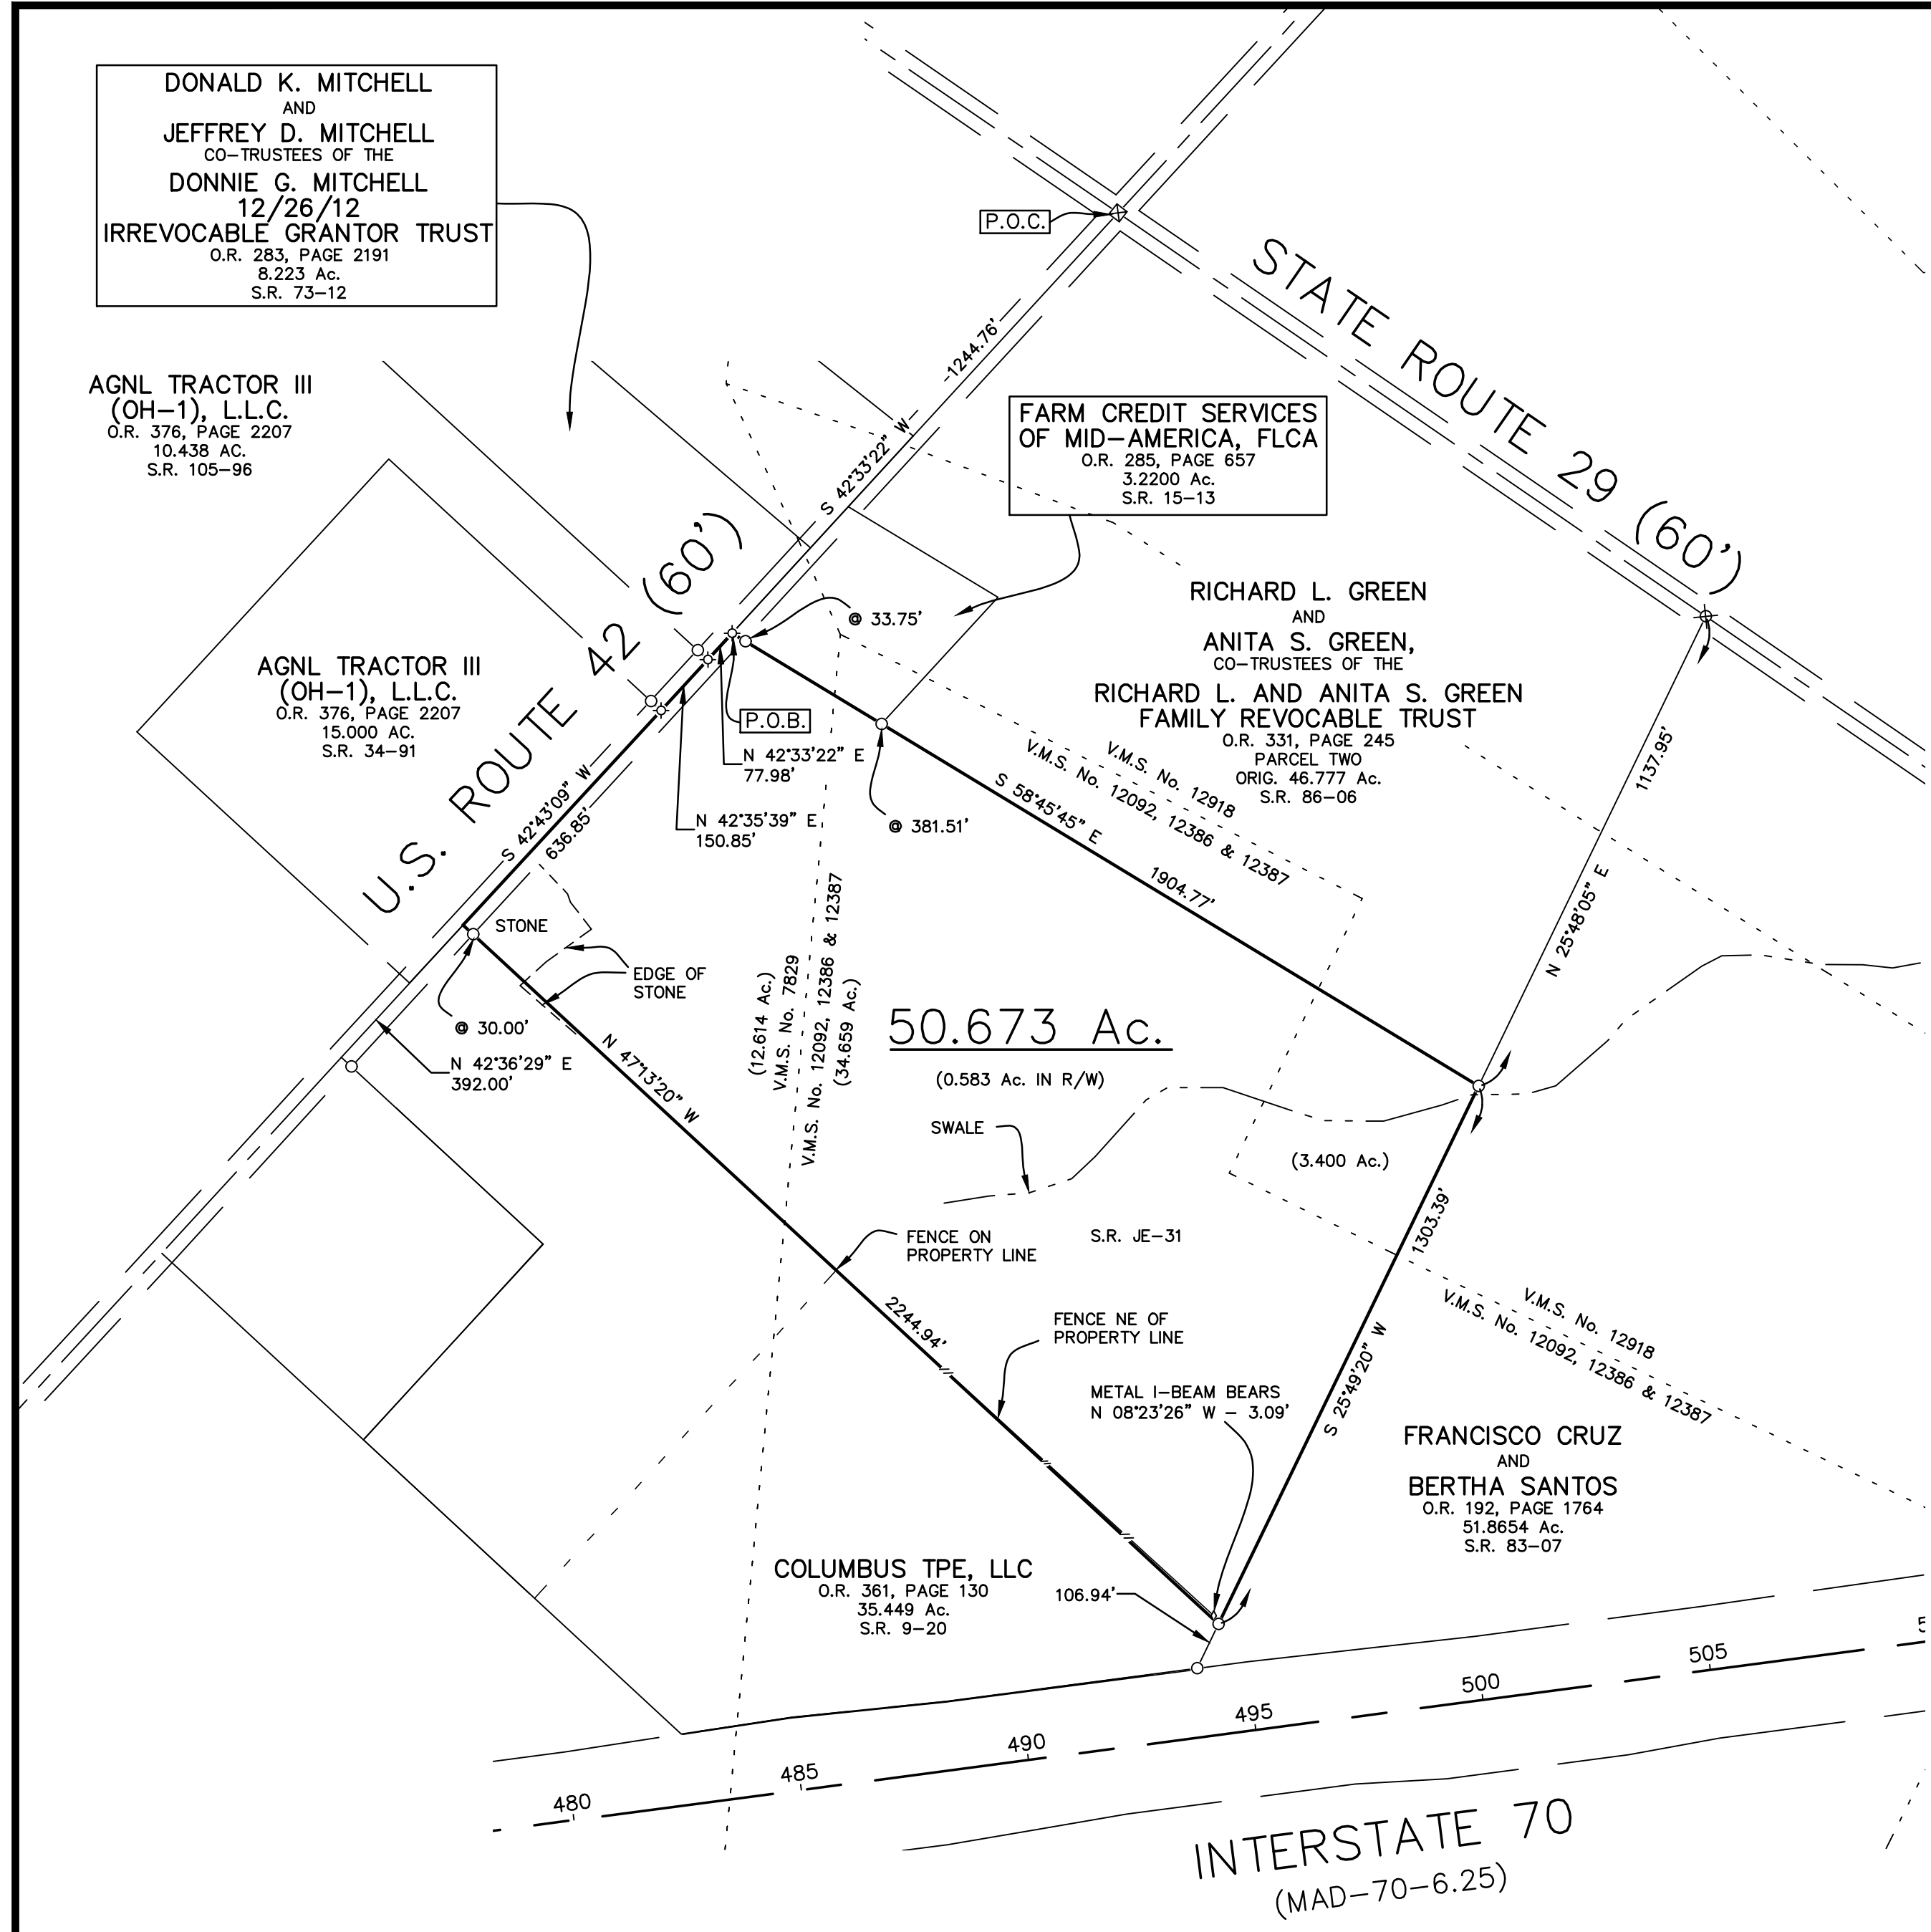 DONALD K. MITCHELL
AND
JEFFREY D. MITCHELL
CO-TRUSTEES OF THE
DONNIE G. MITCHELL
12/26/12
IRREVOCABLE GRANTOR TRUST
O.R. 283, PAGE 2191
8.223 Ac.
S.R. 73-12
P.O.C.
STATE ROUTE 29 (60')
AGNL TRACTOR III
(OH-1), L.L.C.
O.R. 376, PAGE 2207
10.438 AC.
S.R. 105-96
S 42°33'22" W
1244.76'
FARM CREDIT SERVICES
OF MID-AMERICA, FLCA
O.R. 285, PAGE 657
3.2200 Ac.
S.R. 15-13
RICHARD L. GREEN
AND
ANITA S. GREEN,
CO-TRUSTEES OF THE
RICHARD L. AND ANITA S. GREEN
FAMILY REVOCABLE TRUST
O.R. 331, PAGE 245
PARCEL TWO
ORIG. 46.777 Ac.
S.R. 86-06
@ 33.75'
AGNL TRACTOR III
(OH-1), L.L.C.
O.R. 376, PAGE 2207
15.000 AC.
S.R. 34-91
U.S. ROUTE 42 (60')
P.O.B.
N 42°33'22" E
77.98'
N 42°35'39" E
150.85'
@ 381.51'
V.M.S. No. 12918
V.M.S. No. 12092, 12386 & 12387
S 58°45'45" E
1904.77'
1137.95'
N 25°48'05" E
S 42°43'09" W
636.85'
STONE
EDGE OF
STONE
@ 30.00'
N 42°36'29" E
392.00'
N 47°13'20" W
2244.94'
(12.614 Ac.)
V.M.S. No. 7829
V.M.S. No. 12092, 12386 & 12387
(34.659 Ac.)
50.673 Ac.
(0.583 Ac. IN R/W)
SWALE
(3.400 Ac.)
FENCE ON
PROPERTY LINE
S.R. JE-31
1303.39'
S 25°49'20" W
FENCE NE OF
PROPERTY LINE
METAL I-BEAM BEARS
N 08°23'26" W - 3.09'
V.M.S. No. 12918
V.M.S. No. 12092, 12386 & 12387
FRANCISCO CRUZ
AND
BERTHA SANTOS
O.R. 192, PAGE 1764
51.8654 Ac.
S.R. 83-07
COLUMBUS TPE, LLC
O.R. 361, PAGE 130
35.449 Ac.
S.R. 9-20
106.94'
480
485
490
495
500
505
INTERSTATE 70
(MAD-70-6.25)